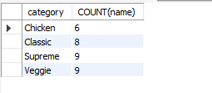 category COUNT(name)
Chicken 6
Classic 8
Supreme 9
Veggie 9